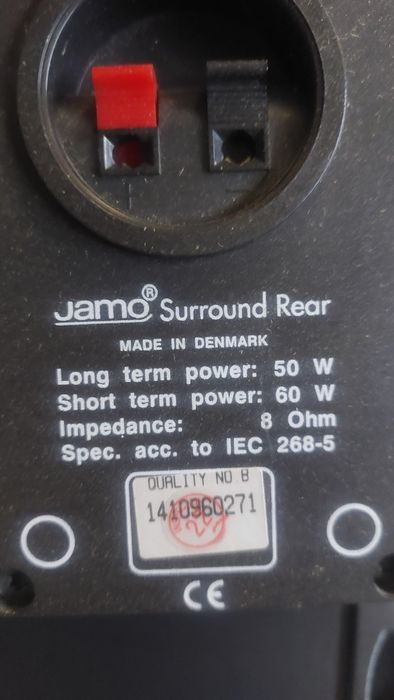 Jamo® Surround Rear
MADE IN DENMARK
Long term power: 50 W
Short term power: 60 W
Impedance: 8 Ohm
Spec. acc. to IEC 268-5
QUALITY NO B
1410960271
CE